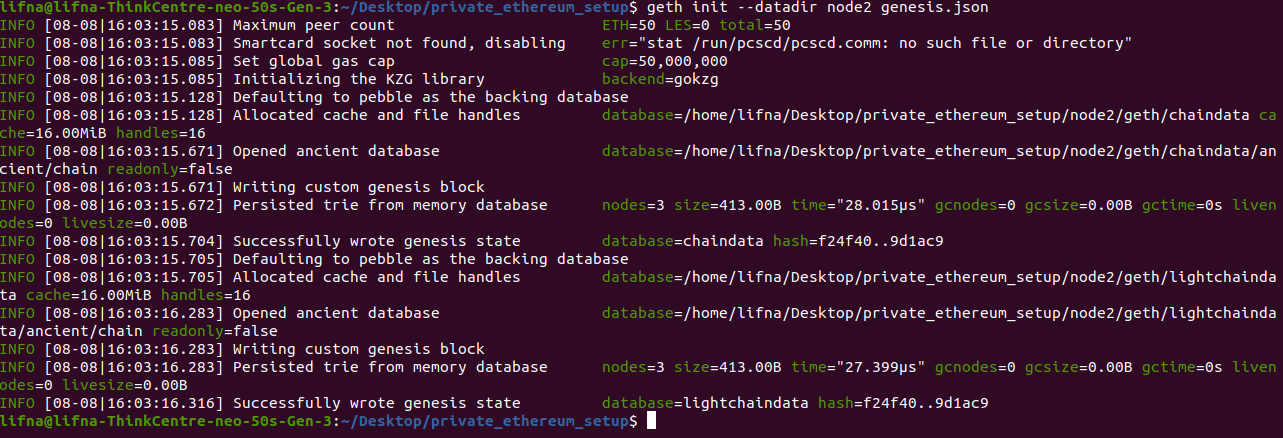 lifna@lifna-ThinkCentre-neo-50s-Gen-3:~/Desktop/private_ethereum_setup$ geth init --datadir node2 genesis.json
INFO [08-08|16:03:15.083] Maximum peer count                       ETH=50 LES=0 total=50
INFO [08-08|16:03:15.083] Smartcard socket not found, disabling    err="stat /run/pcscd/pcscd.comm: no such file or directory"
INFO [08-08|16:03:15.085] Set global gas cap                       cap=50,000,000
INFO [08-08|16:03:15.085] Initializing the KZG library             backend=gokzg
INFO [08-08|16:03:15.128] Defaulting to pebble as the backing database
INFO [08-08|16:03:15.128] Allocated cache and file handles         database=/home/lifna/Desktop/private_ethereum_setup/node2/geth/chaindata ca
che=16.00MiB handles=16
INFO [08-08|16:03:15.671] Opened ancient database                  database=/home/lifna/Desktop/private_ethereum_setup/node2/geth/chaindata/an
cient/chain readonly=false
INFO [08-08|16:03:15.671] Writing custom genesis block
INFO [08-08|16:03:15.672] Persisted trie from memory database      nodes=3 size=413.00B time="28.015µs" gcnodes=0 gcsize=0.00B gctime=0s liven
odes=0 livesize=0.00B
INFO [08-08|16:03:15.704] Successfully wrote genesis state         database=chaindata hash=f24f40..9d1ac9
INFO [08-08|16:03:15.705] Defaulting to pebble as the backing database
INFO [08-08|16:03:15.705] Allocated cache and file handles         database=/home/lifna/Desktop/private_ethereum_setup/node2/geth/lightchainda
ta cache=16.00MiB handles=16
INFO [08-08|16:03:16.283] Opened ancient database                  database=/home/lifna/Desktop/private_ethereum_setup/node2/geth/lightchainda
ta/ancient/chain readonly=false
INFO [08-08|16:03:16.283] Writing custom genesis block
INFO [08-08|16:03:16.283] Persisted trie from memory database      nodes=3 size=413.00B time="27.399µs" gcnodes=0 gcsize=0.00B gctime=0s liven
odes=0 livesize=0.00B
INFO [08-08|16:03:16.316] Successfully wrote genesis state         database=lightchaindata hash=f24f40..9d1ac9
lifna@lifna-ThinkCentre-neo-50s-Gen-3:~/Desktop/private_ethereum_setup$